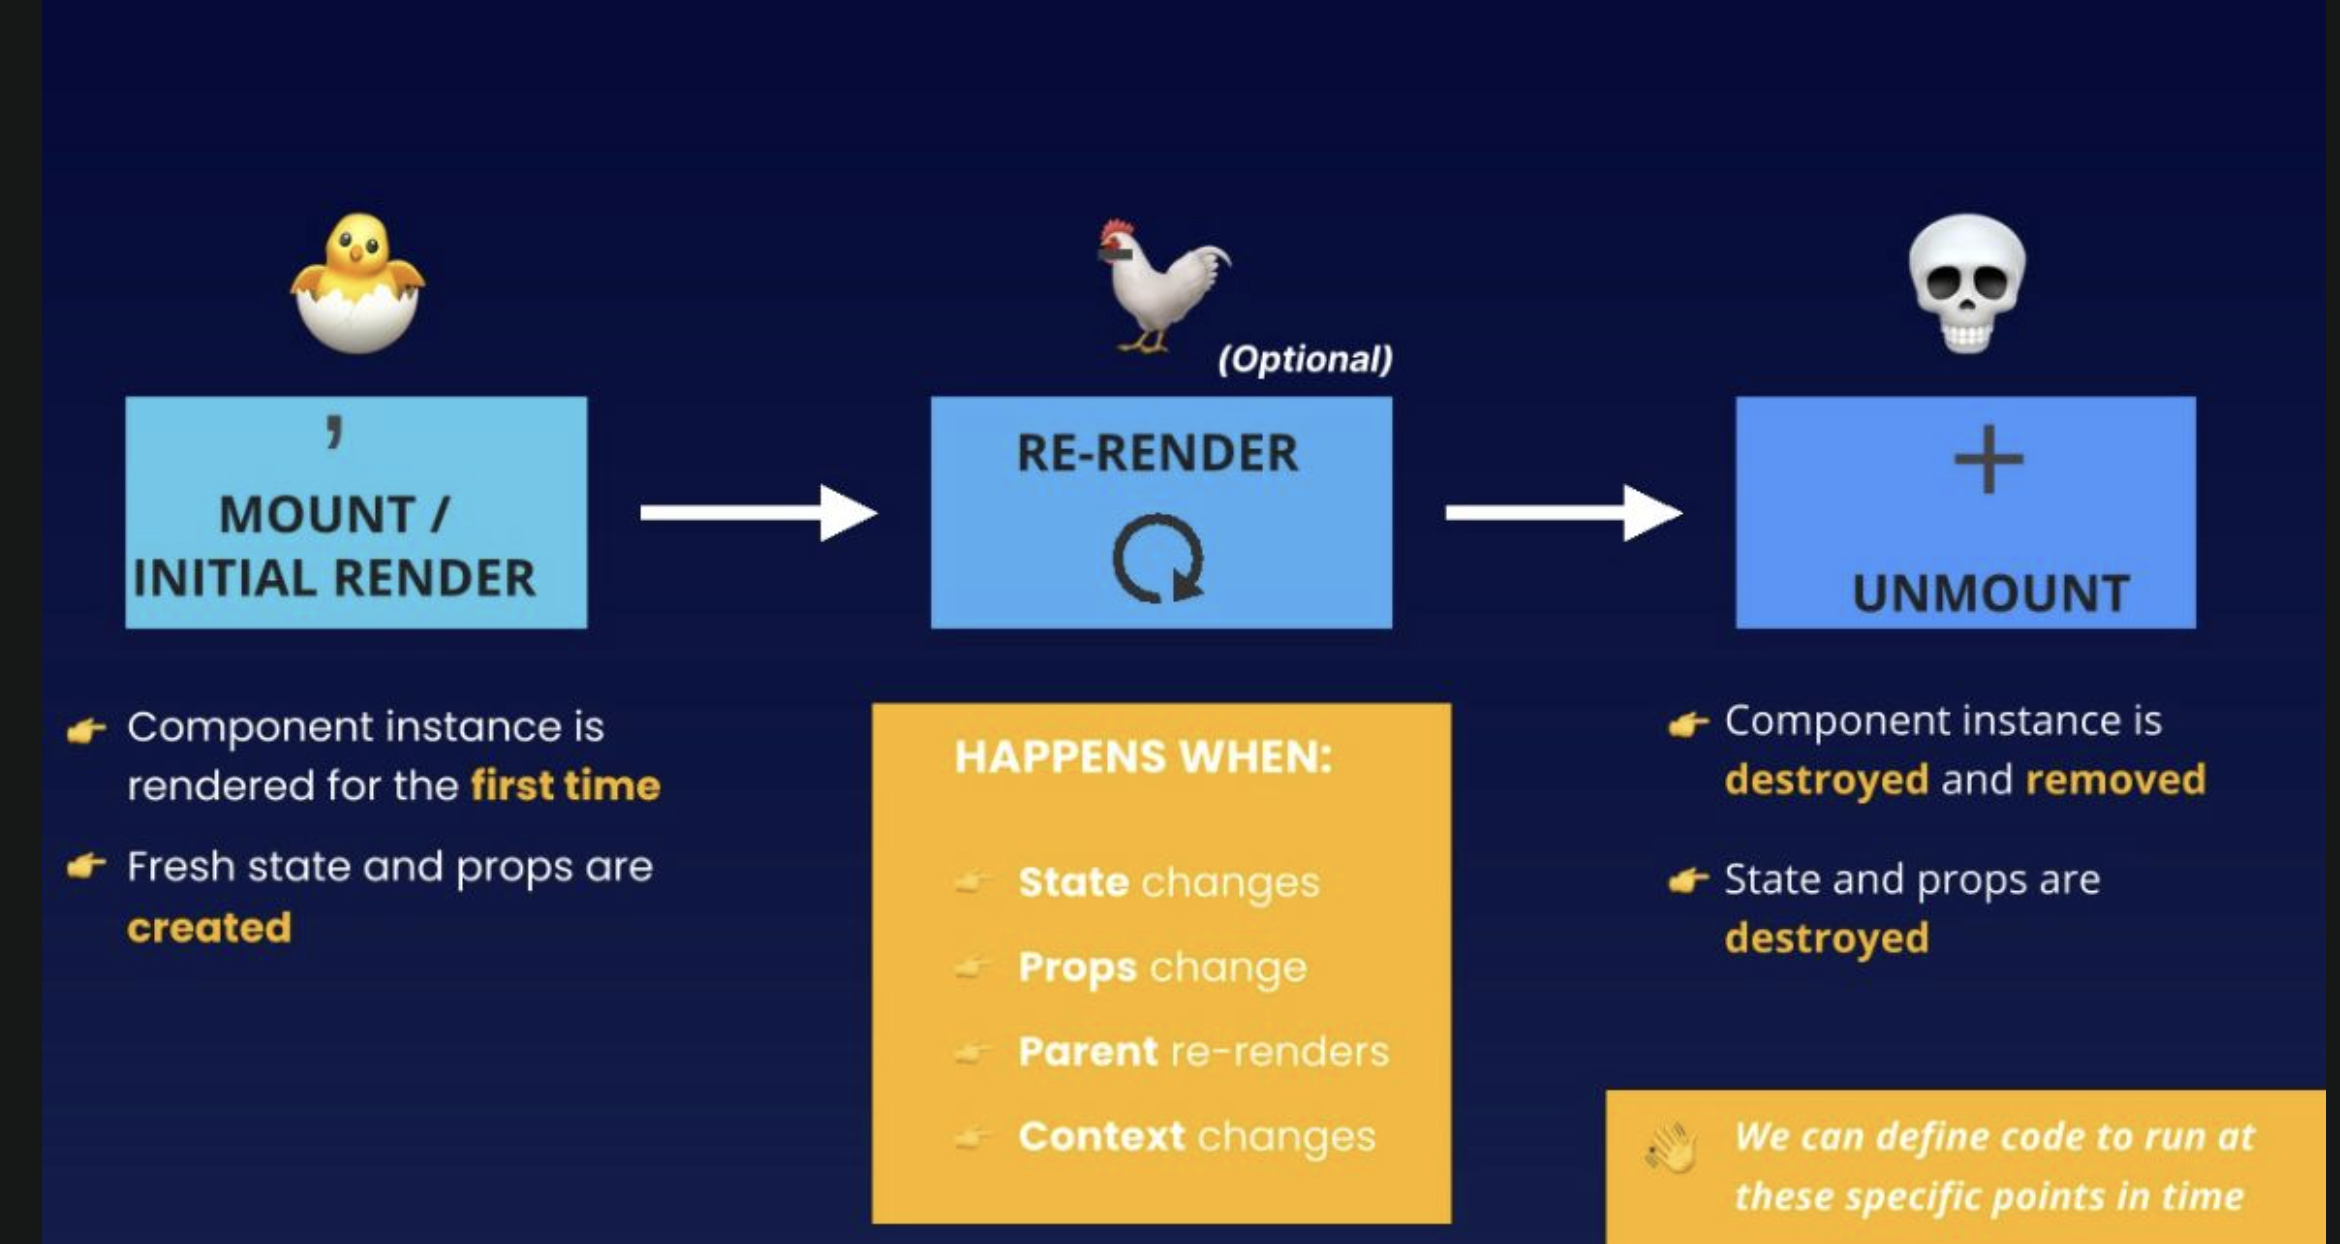 (Optional)
,
MOUNT /
INITIAL RENDER
RE-RENDER
+
UNMOUNT
Component instance is
rendered for the first time
Fresh state and props are
created
HAPPENS WHEN:
State changes
Props change
Parent re-renders
Context changes
Component instance is
destroyed and removed
State and props are
destroyed
We can define code to run at
these specific points in time